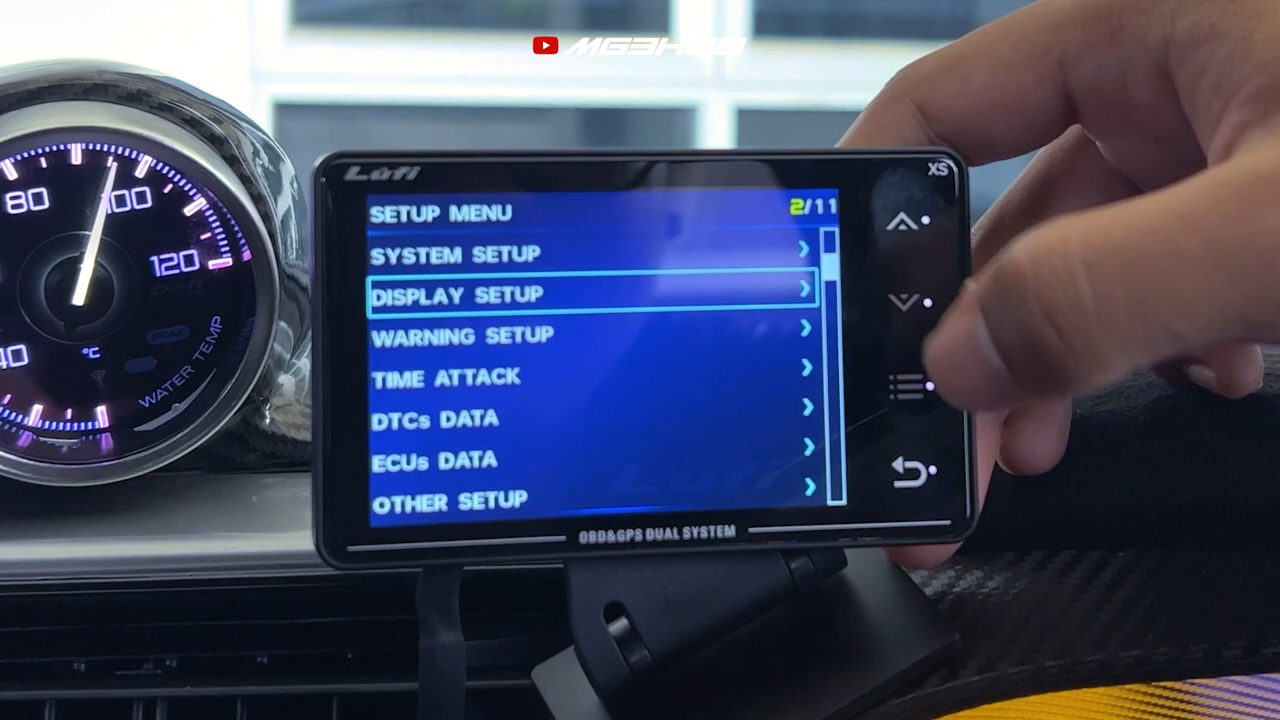 MG3HUB
Lufi
XS
SETUP MENU 2/11
SYSTEM SETUP
DISPLAY SETUP
WARNING SETUP
TIME ATTACK
DTCs DATA
ECUs DATA
OTHER SETUP
OBD&GPS DUAL SYSTEM
80
100
120
40
°C
WATER TEMP